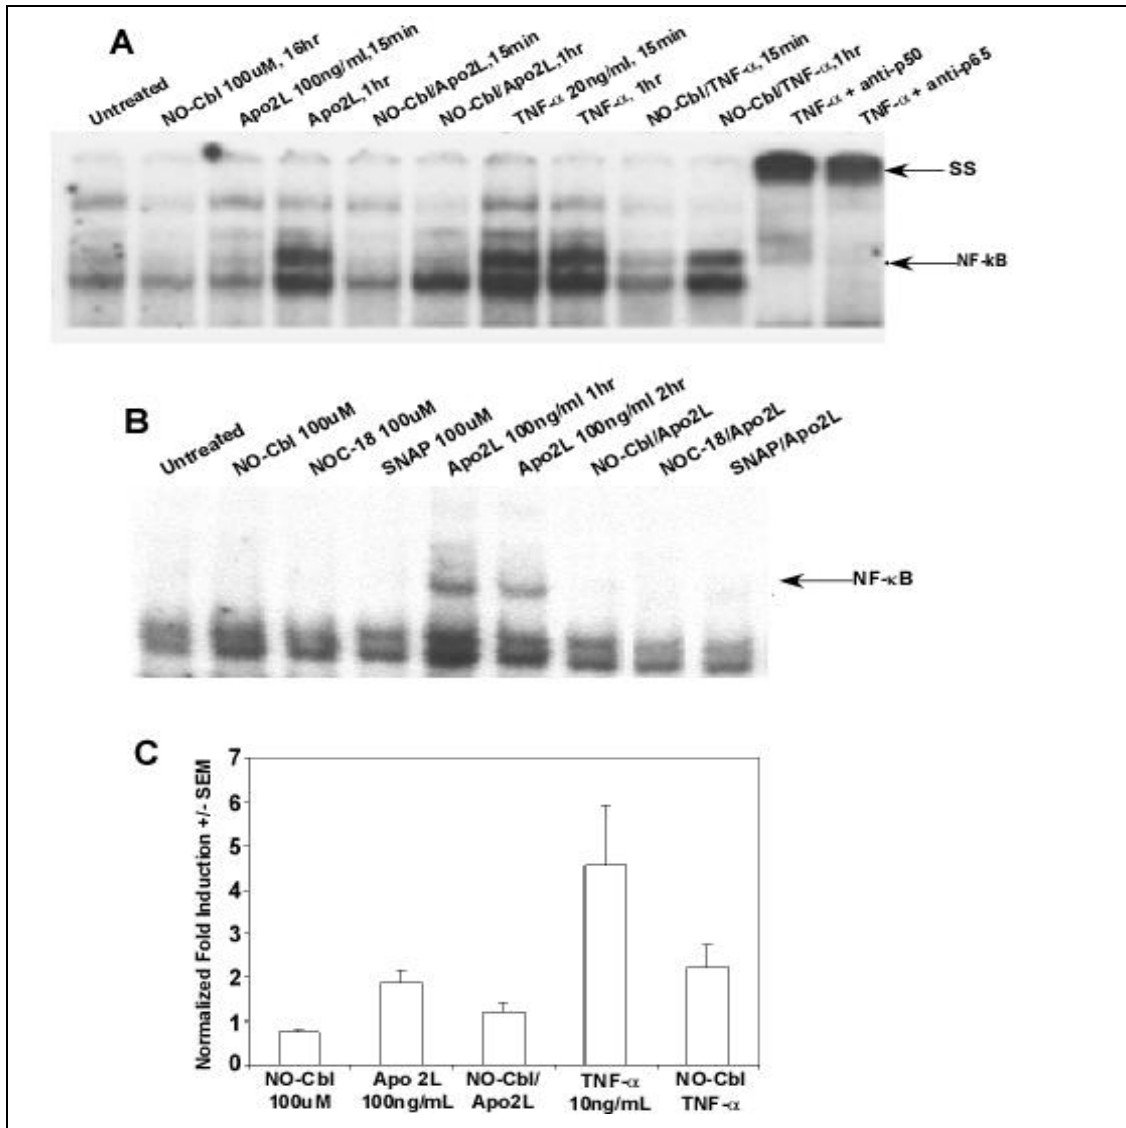 A
Untreated
NO-Cbl 100uM, 16hr
Apo2L 100ng/ml,15min
Apo2L,1hr
NO-Cbl/Apo2L,15min
NO-Cbl/Apo2L,1hr
TNF-α 20ng/ml, 15min
TNF-α, 1hr
NO-Cbl/TNF-α,15min
NO-Cbl/TNF-α,1hr
TNF-α + anti-p50
TNF-α + anti-p65
SS
NF-kB
B
Untreated
NO-Cbl 100uM
NOC-18 100uM
SNAP 100uM
Apo2L 100ng/ml 1hr
Apo2L 100ng/ml 2hr
NO-Cbl/Apo2L
NOC-18/Apo2L
SNAP/Apo2L
NF-κB
C
Normalized Fold Induction +/- SEM
7
6
5
4
3
2
1
0
NO-Cbl
100uM
Apo 2L
100ng/mL
NO-Cbl/
Apo2L
TNF-α
10ng/mL
NO-Cbl
TNF-α